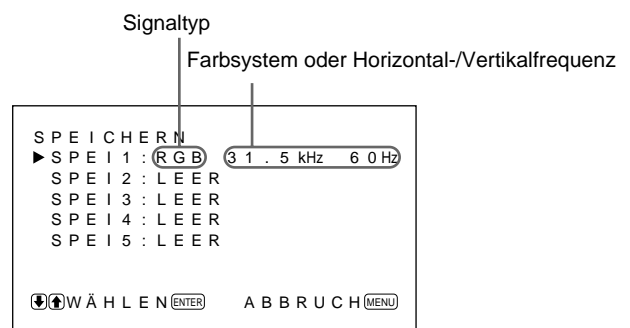 Signaltyp
Farbsystem oder Horizontal-/Vertikalfrequenz
SPEICHERN
▶SPEI1:RGB 31.5kHz 60Hz
SPEI2:LEER
SPEI3:LEER
SPEI4:LEER
SPEI5:LEER
WÄHLEN ENTER ABBRUCH MENU